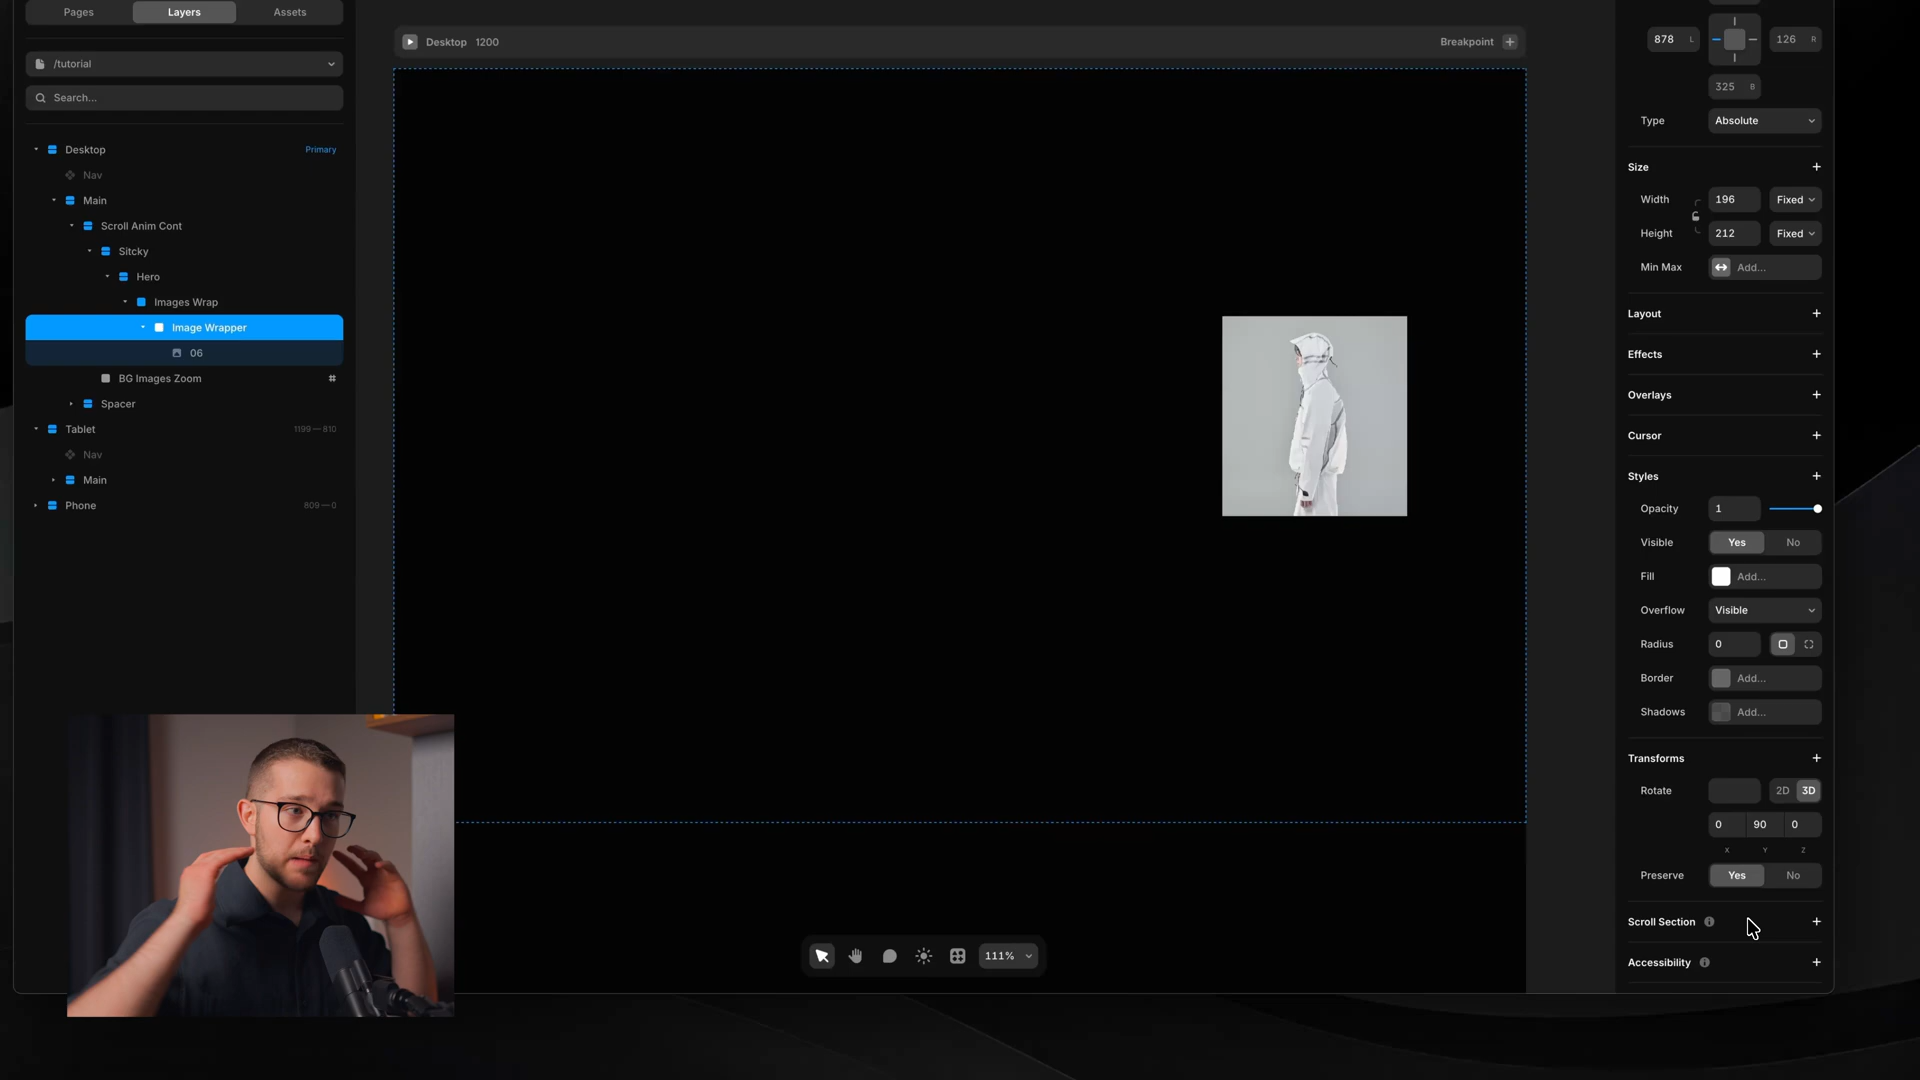 Pages Layers Assets
/tutorial
Search...
Desktop Primary
Nav
Main
Scroll Anim Cont
Sitcky
Hero
Images Wrap
Image Wrapper
06
BG Images Zoom
Spacer
Tablet 1199—810
Nav
Main
Phone 809—0
Desktop 1200
Breakpoint
111%
878 L 126 R
325 B
Type Absolute
Size
Width 196 Fixed
Height 212 Fixed
Min Max Add...
Layout
Effects
Overlays
Cursor
Styles
Opacity 1
Visible Yes No
Fill Add...
Overflow Visible
Radius 0
Border Add...
Shadows Add...
Transforms
Rotate 2D 3D
0 90 0
X Y Z
Preserve Yes No
Scroll Section
Accessibility